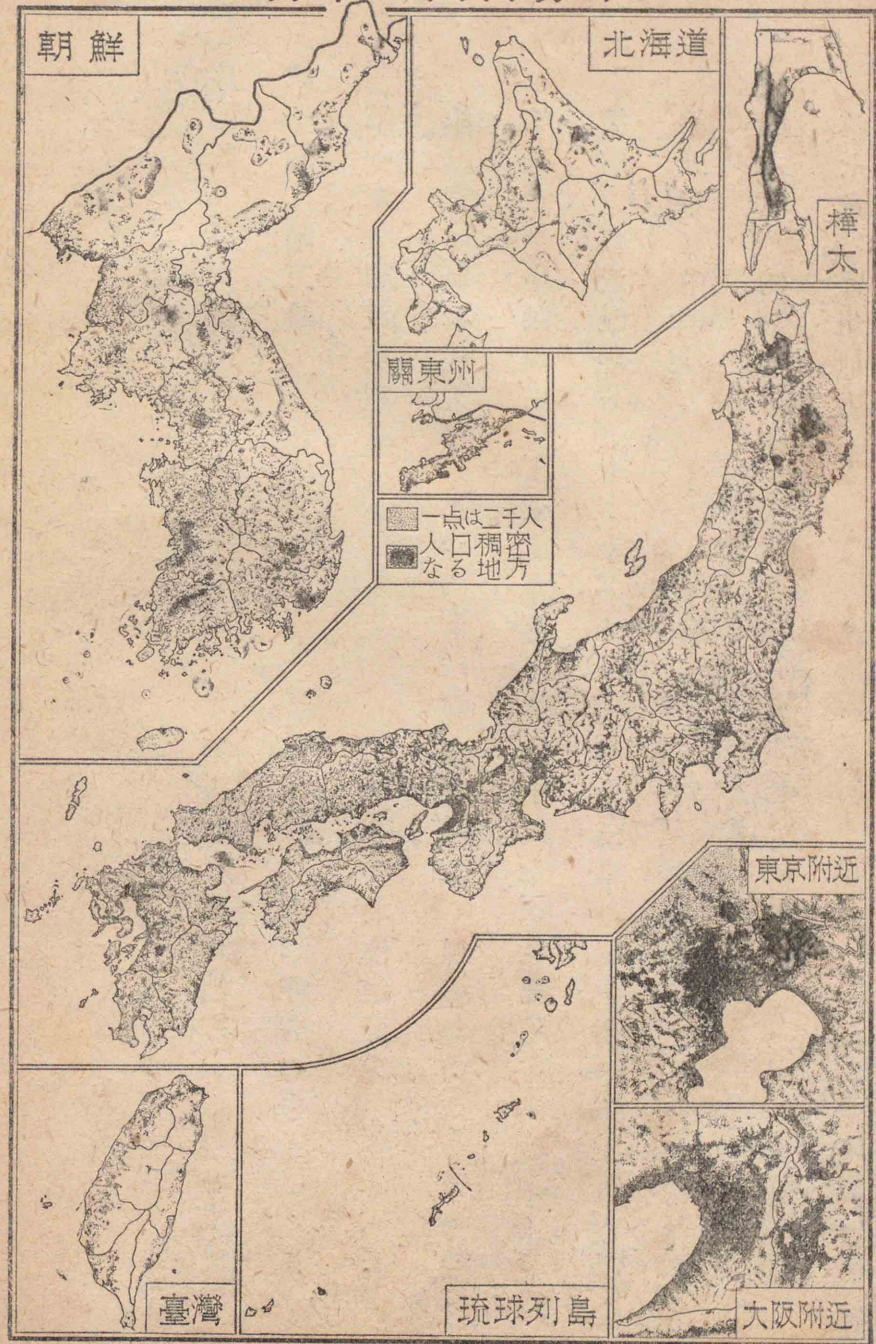 朝鮮
北海道
樺太
關東州
一点は二千人
人口稠密
なる地方
東京附近
臺灣
琉球列島
大阪附近